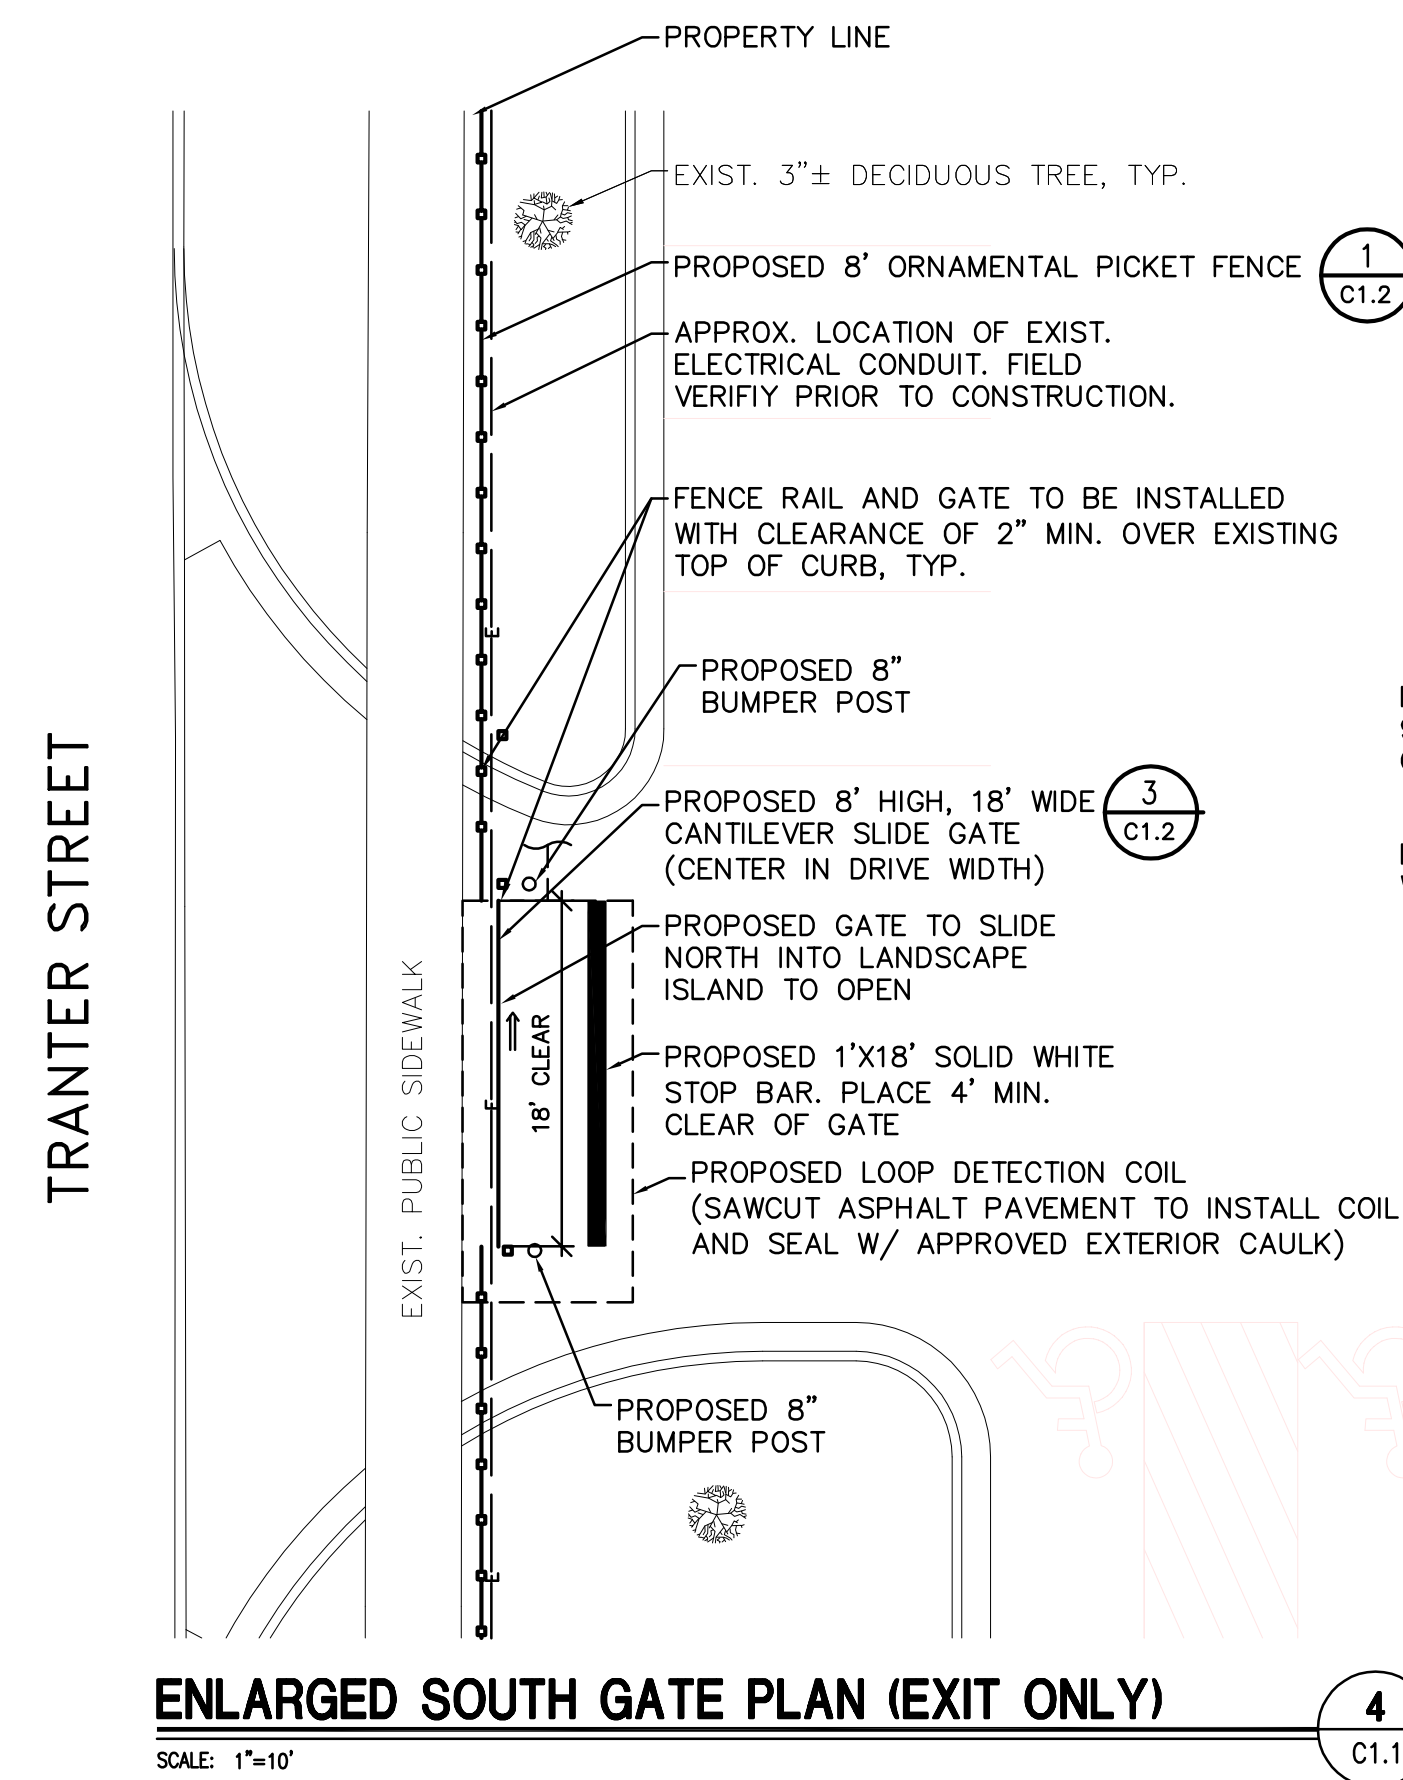 PROPERTY LINE
EXIST. 3"± DECIDUOUS TREE, TYP.
PROPOSED 8' ORNAMENTAL PICKET FENCE
1
C1.2
APPROX. LOCATION OF EXIST.
ELECTRICAL CONDUIT. FIELD
VERIFIY PRIOR TO CONSTRUCTION.
FENCE RAIL AND GATE TO BE INSTALLED
WITH CLEARANCE OF 2" MIN. OVER EXISTING
TOP OF CURB, TYP.
E
PROPOSED 8"
BUMPER POST
TRANTER STREET
PROPOSED 8' HIGH, 18' WIDE
CANTILEVER SLIDE GATE
(CENTER IN DRIVE WIDTH)
3
C1.2
PROPOSED GATE TO SLIDE
NORTH INTO LANDSCAPE
ISLAND TO OPEN
EXIST. PUBLIC SIDEWALK
18' CLEAR
E
PROPOSED 1'X18' SOLID WHITE
STOP BAR. PLACE 4' MIN.
CLEAR OF GATE
PROPOSED LOOP DETECTION COIL
(SAWCUT ASPHALT PAVEMENT TO INSTALL COIL
AND SEAL W/ APPROVED EXTERIOR CAULK)
PROPOSED 8"
BUMPER POST
E
ENLARGED SOUTH GATE PLAN (EXIT ONLY)
4
C1.1
SCALE: 1"=10'